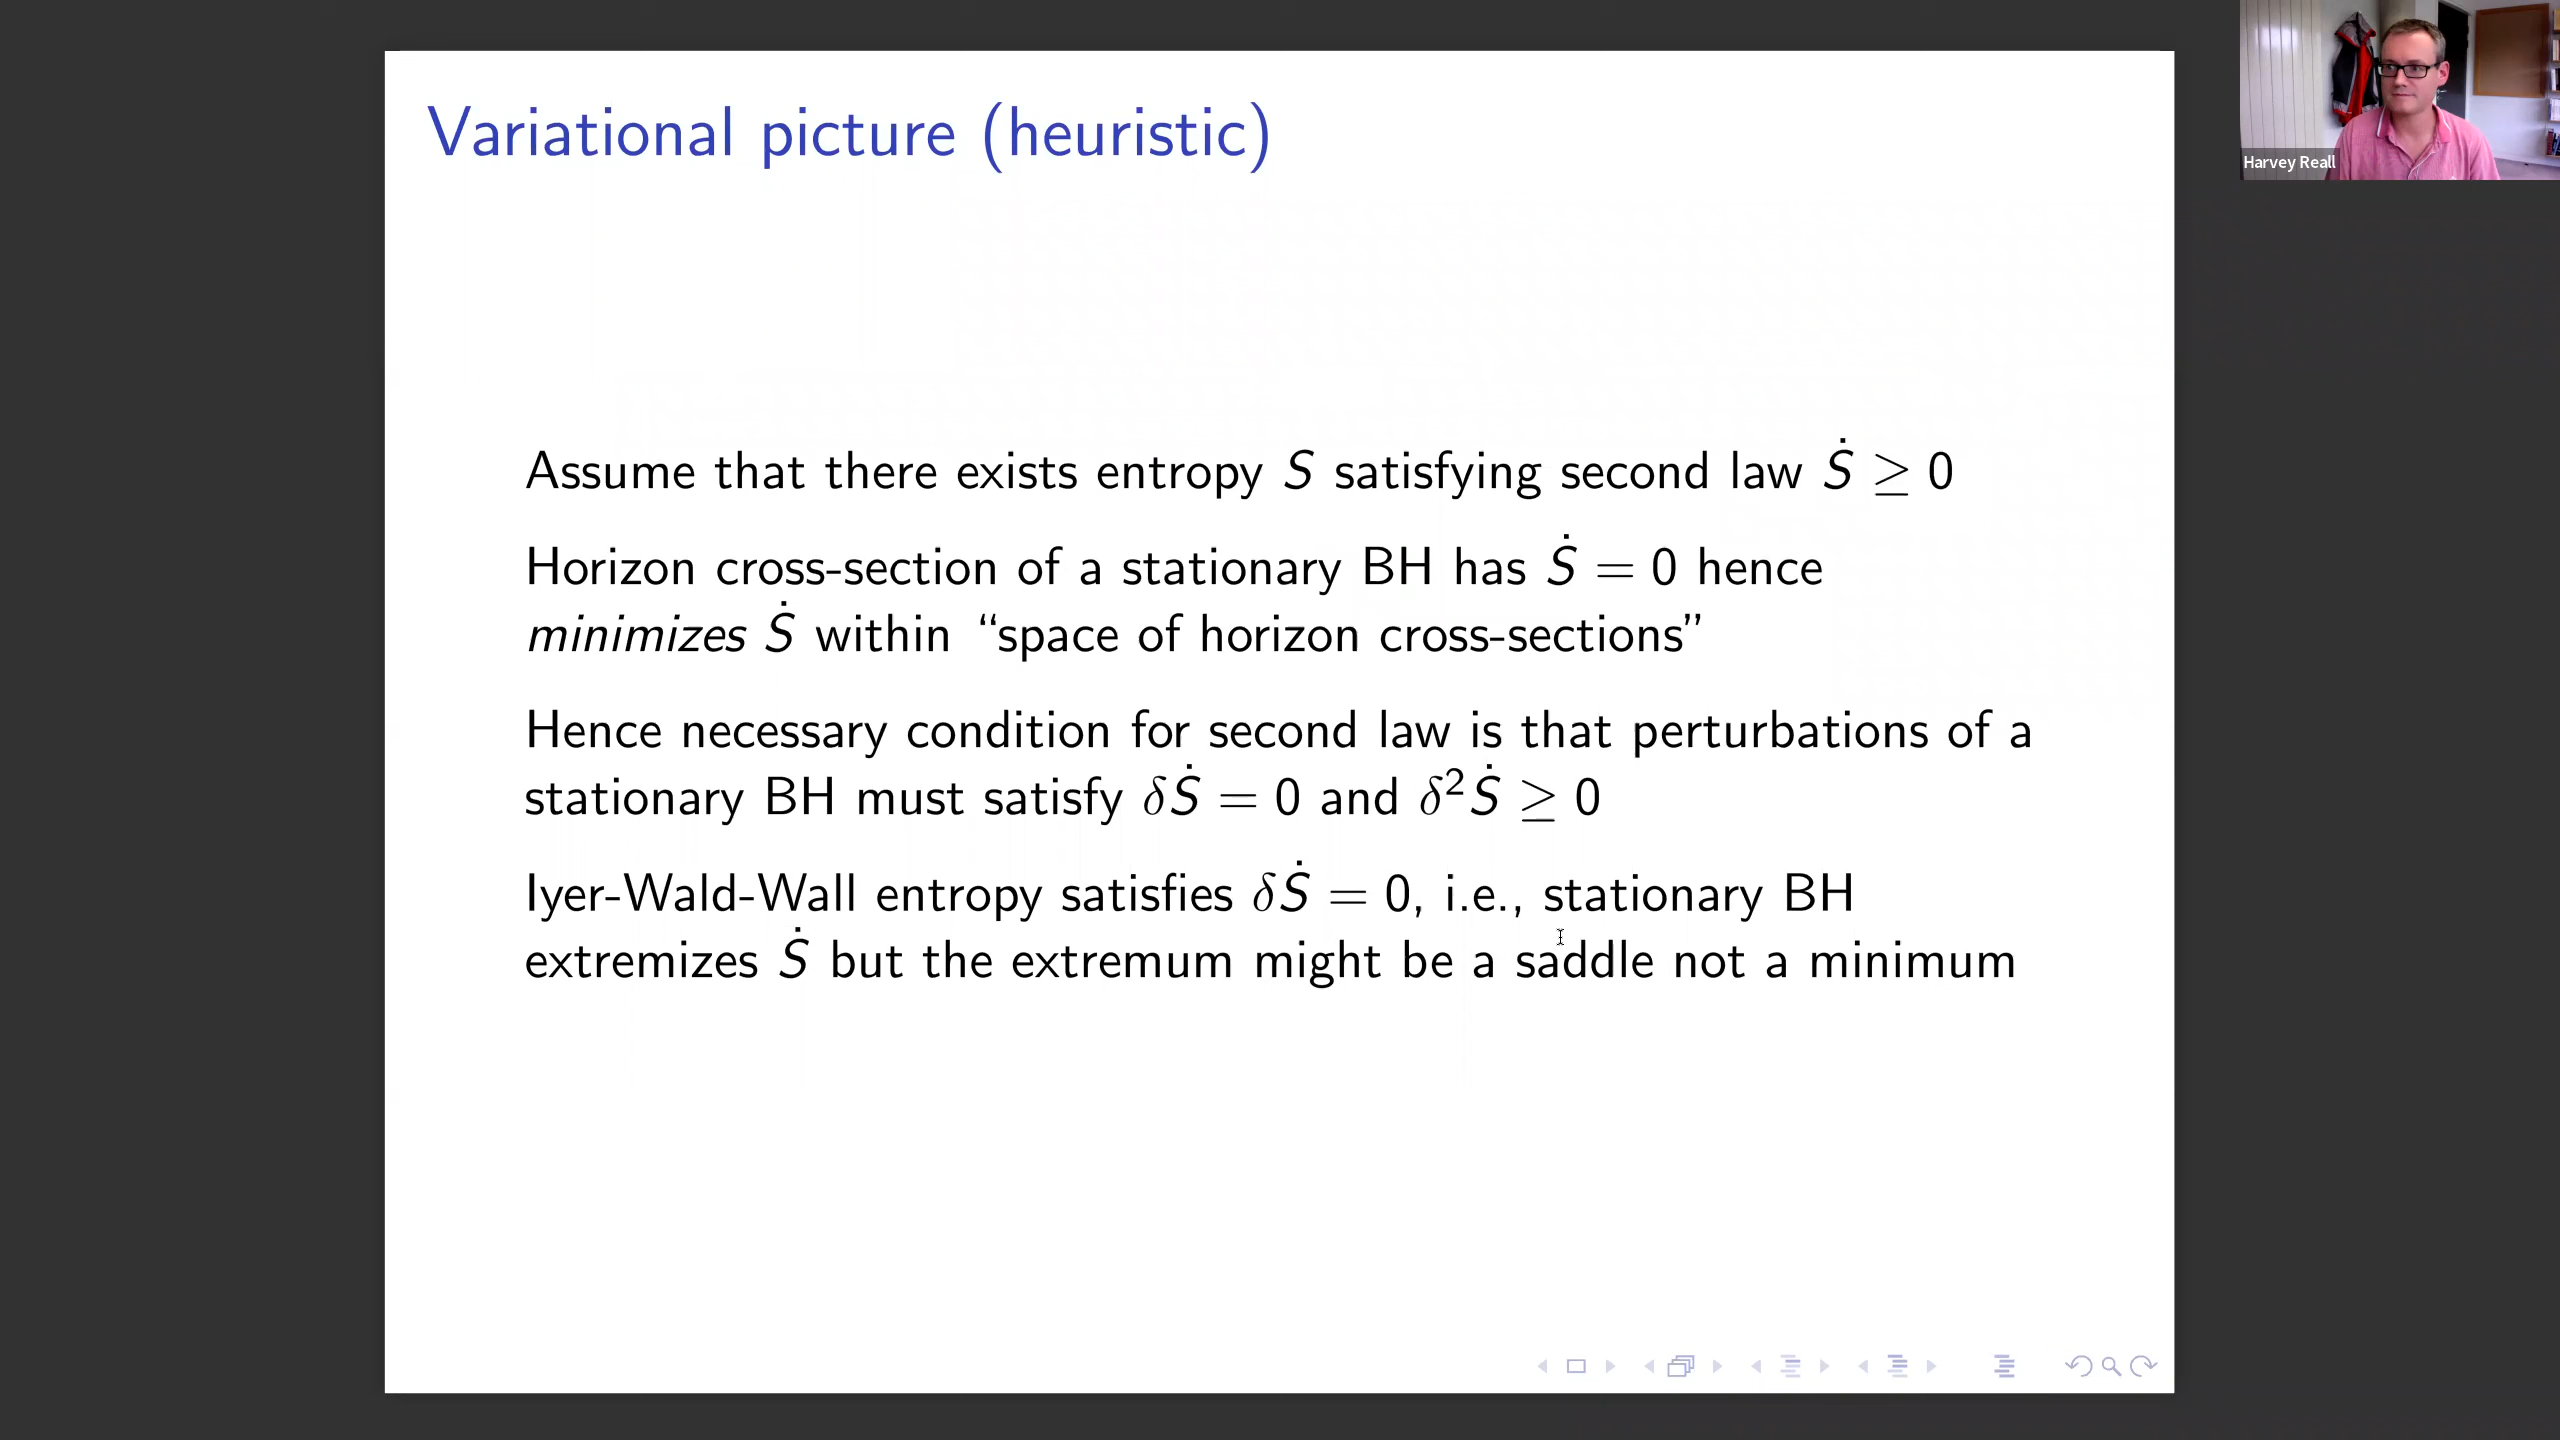 Variational picture (heuristic)
Harvey Reall
Assume that there exists entropy S satisfying second law Ṡ ≥ 0
Horizon cross-section of a stationary BH has Ṡ = 0 hence
minimizes Ṡ within “space of horizon cross-sections”
Hence necessary condition for second law is that perturbations of a
stationary BH must satisfy δṠ = 0 and δ²Ṡ ≥ 0
Iyer-Wald-Wall entropy satisfies δṠ = 0, i.e., stationary BH
extremizes Ṡ but the extremum might be a saddle not a minimum